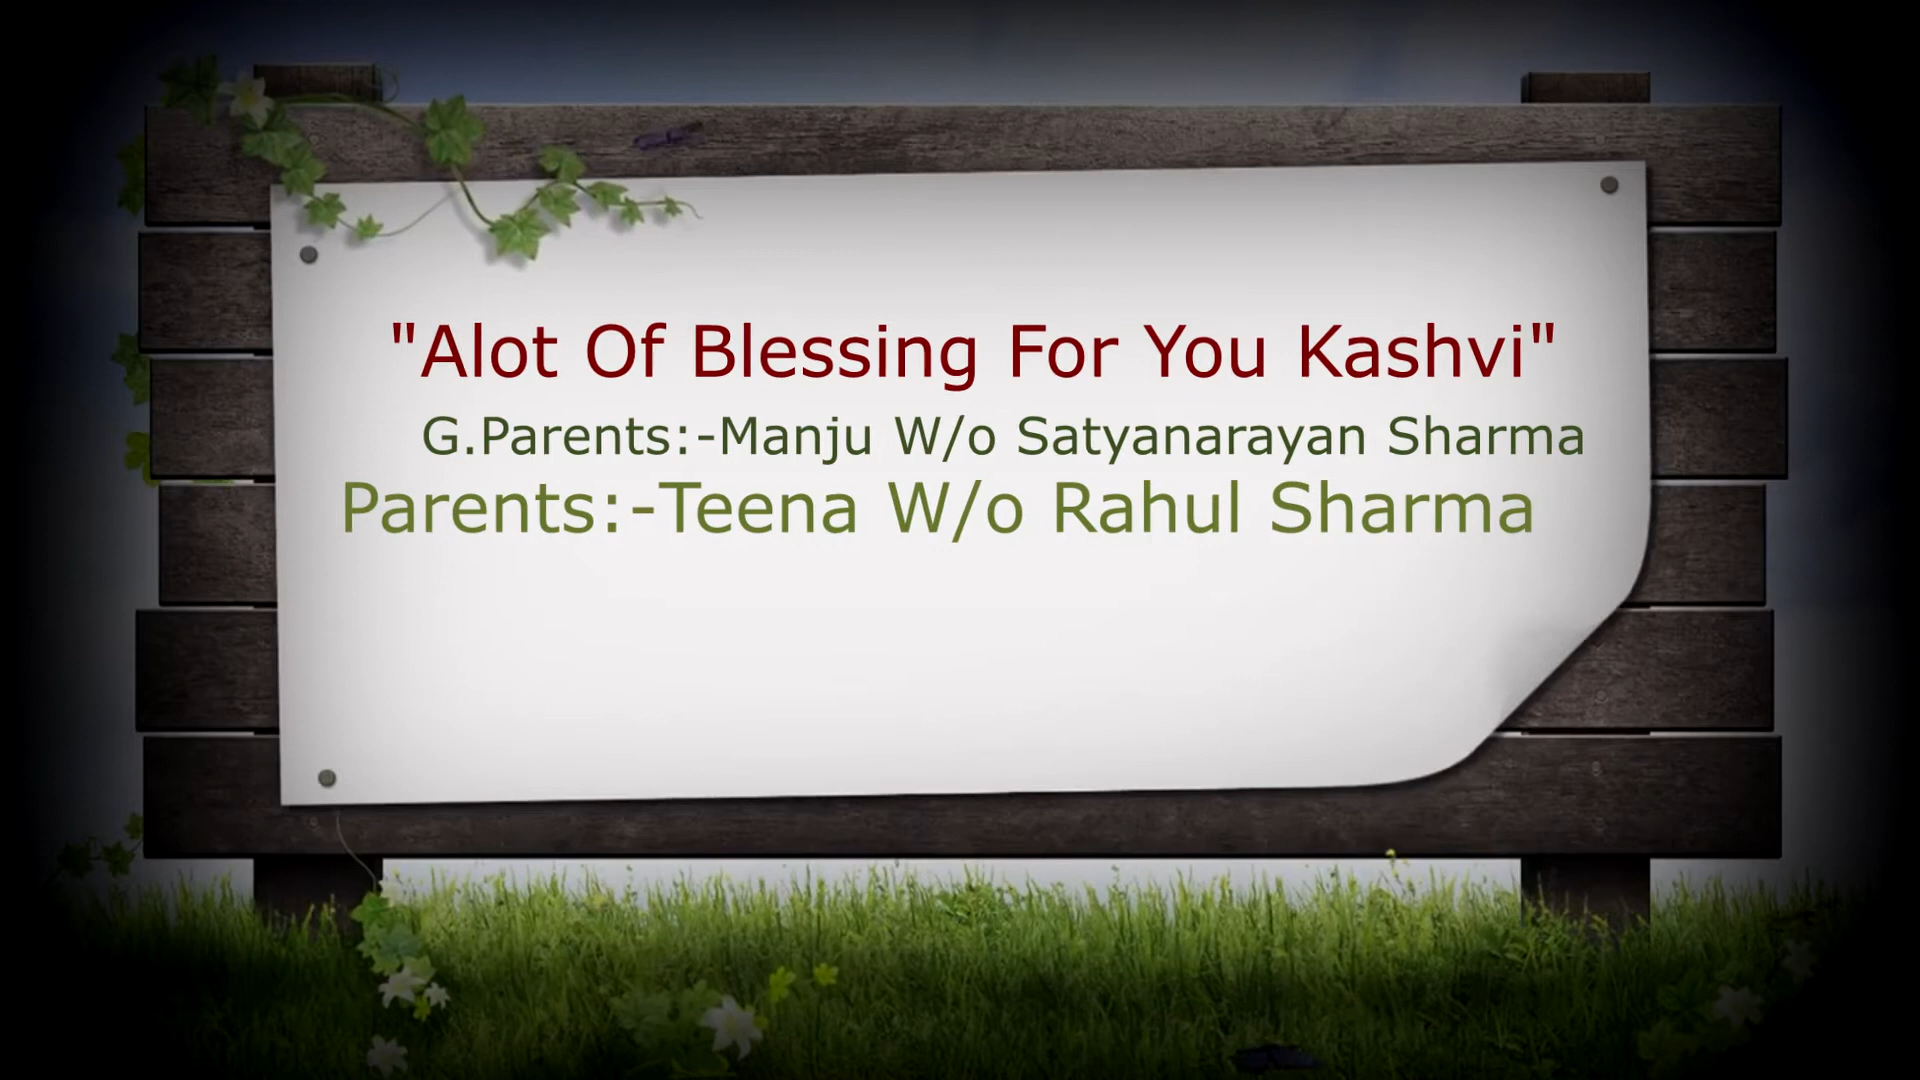 "Alot Of Blessing For You Kashvi"
G.Parents:-Manju W/o Satyanarayan Sharma
Parents:-Teena W/o Rahul Sharma